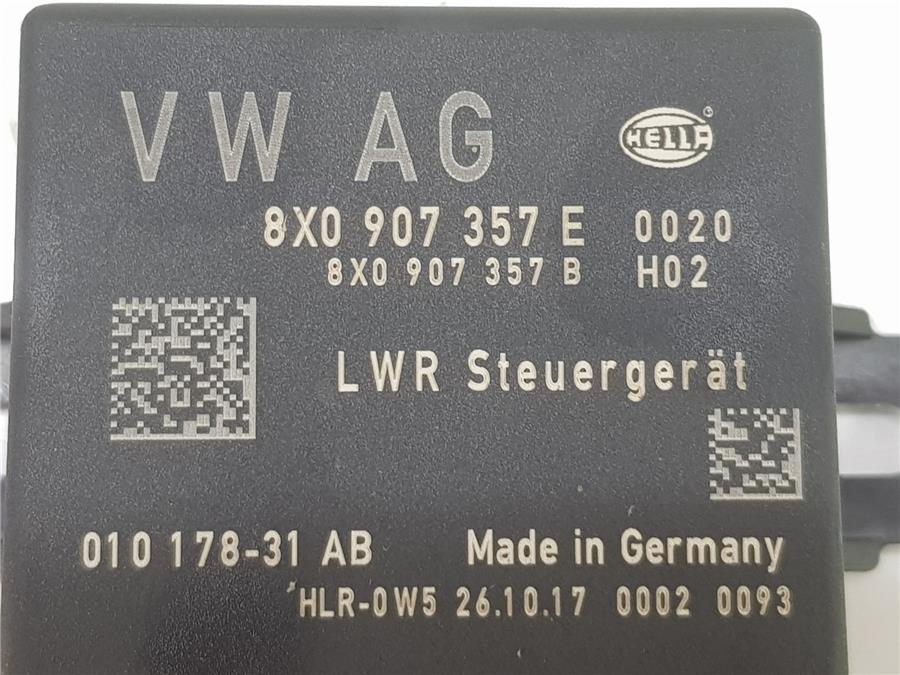 VW AG
HELLA ®
8X0 907 357 E 0020
8X0 907 357 B H02
LWR Steuergerät
010 178-31 AB Made in Germany
HLR-0W5 26.10.17 0002 0093